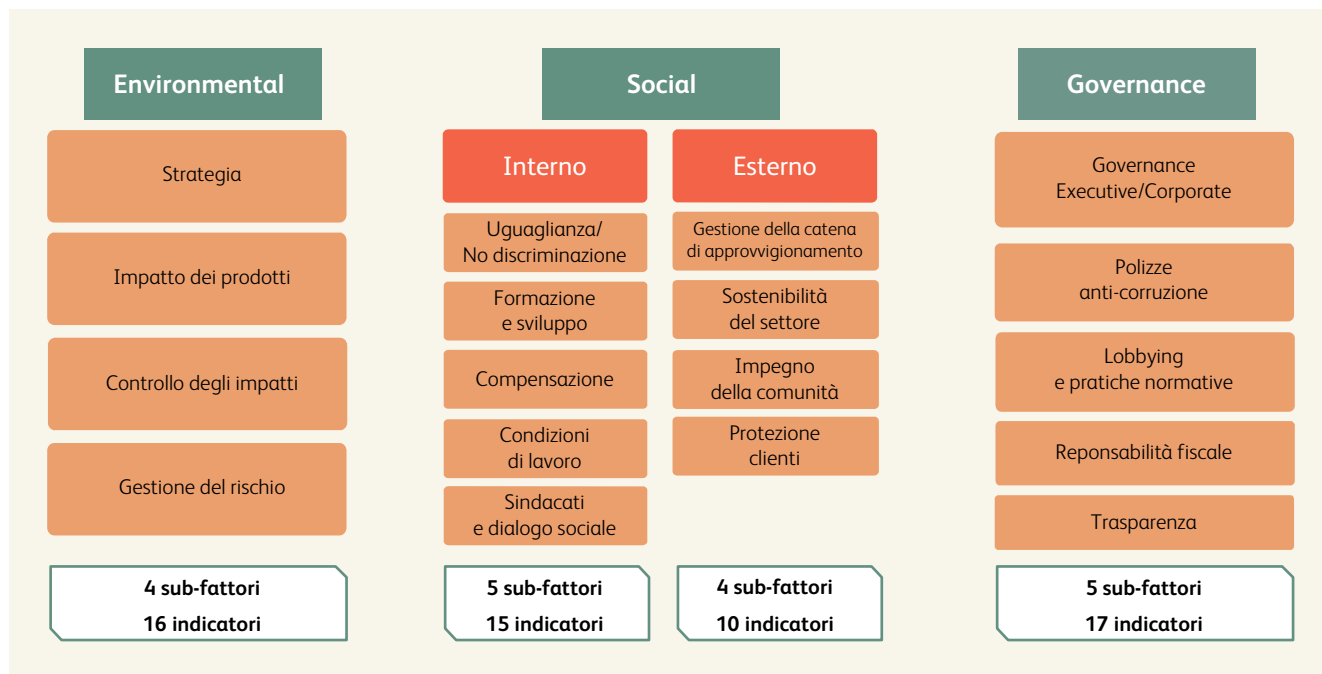 Environmental
Strategia
Impatto dei prodotti
Controllo degli impatti
Gestione del rischio
4 sub-fattori
16 indicatori
Social
Interno
Uguaglianza/
No discriminazione
Formazione
e sviluppo
Compensazione
Condizioni
di lavoro
Sindacati
e dialogo sociale
5 sub-fattori
15 indicatori
Esterno
Gestione della catena
di approvvigionamento
Sostenibilità
del settore
Impegno
della comunità
Protezione
clienti
4 sub-fattori
10 indicatori
Governance
Governance
Executive/Corporate
Polizze
anti-corruzione
Lobbying
e pratiche normative
Reponsabilità fiscale
Trasparenza
5 sub-fattori
17 indicatori